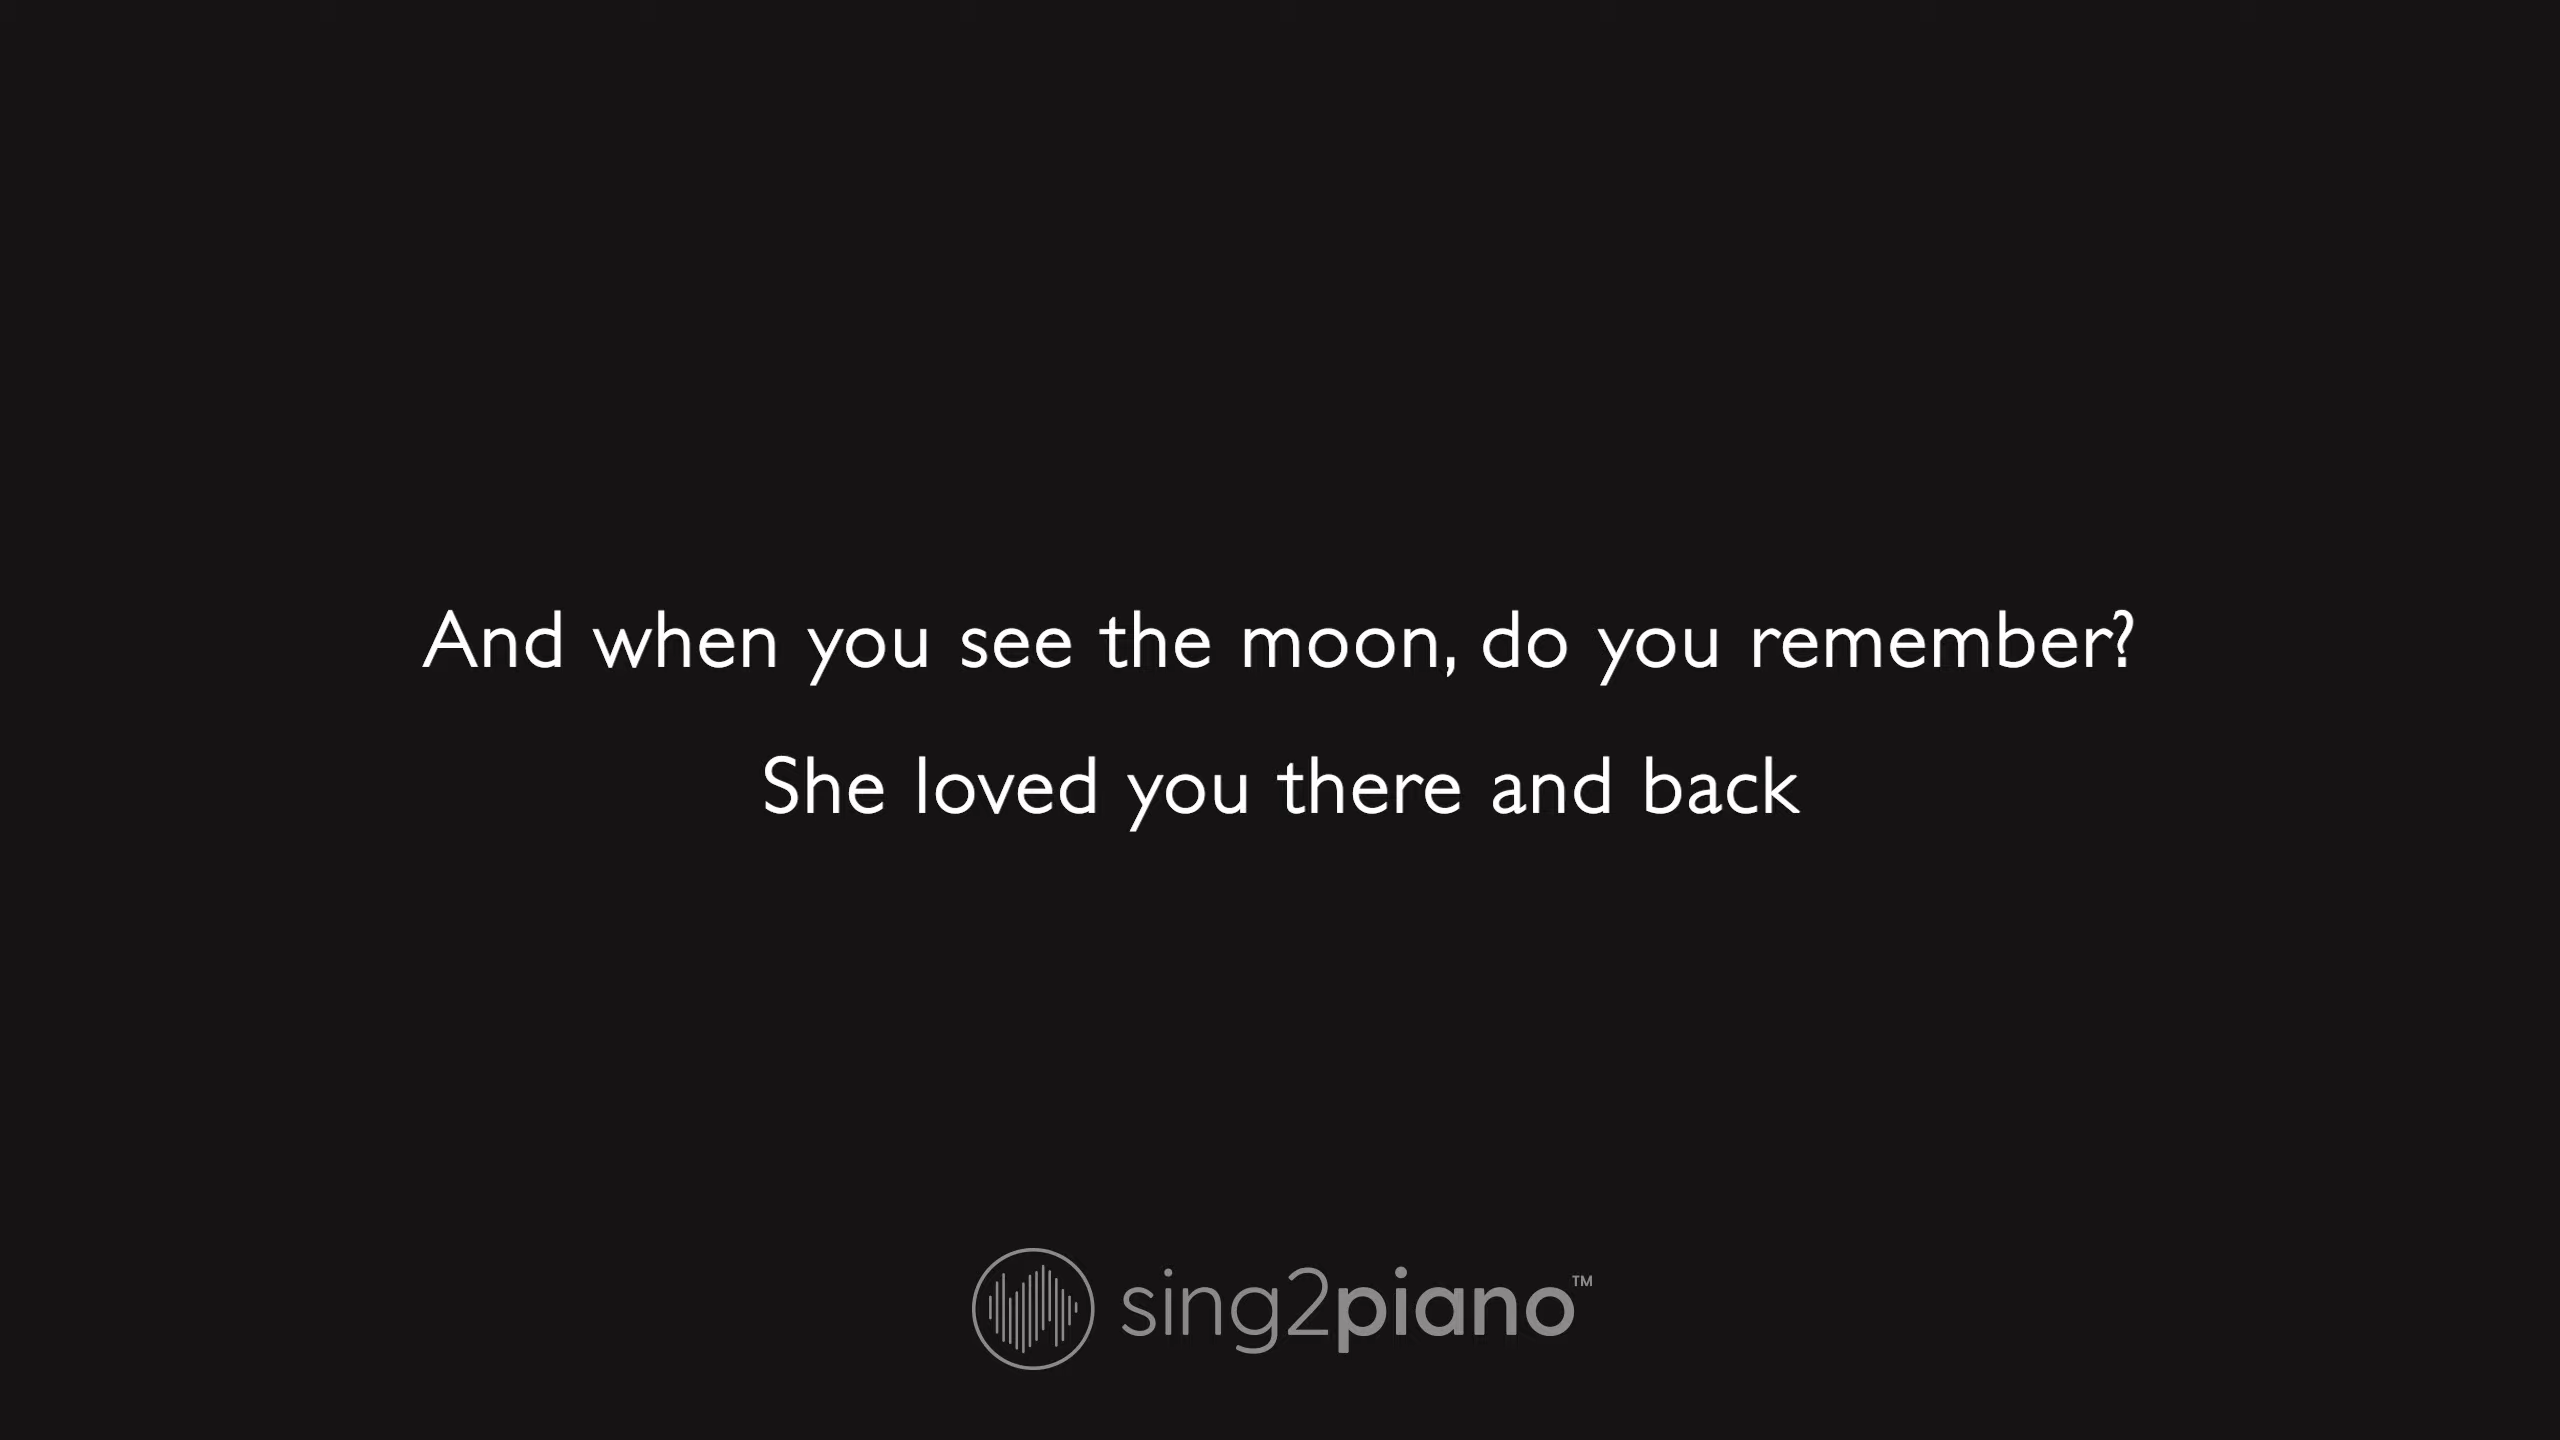 And when you see the moon, do you remember?
She loved you there and back
sing2piano™